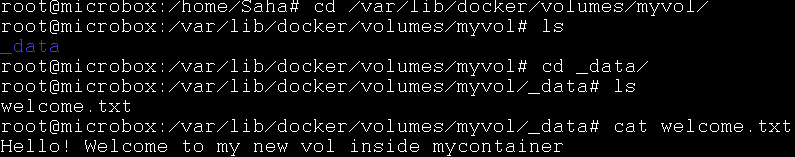 root@microbox:/home/Saha# cd /var/lib/docker/volumes/myvol/
root@microbox:/var/lib/docker/volumes/myvol# ls
_data
root@microbox:/var/lib/docker/volumes/myvol# cd _data/
root@microbox:/var/lib/docker/volumes/myvol/_data# ls
welcome.txt
root@microbox:/var/lib/docker/volumes/myvol/_data# cat welcome.txt
Hello! Welcome to my new vol inside mycontainer